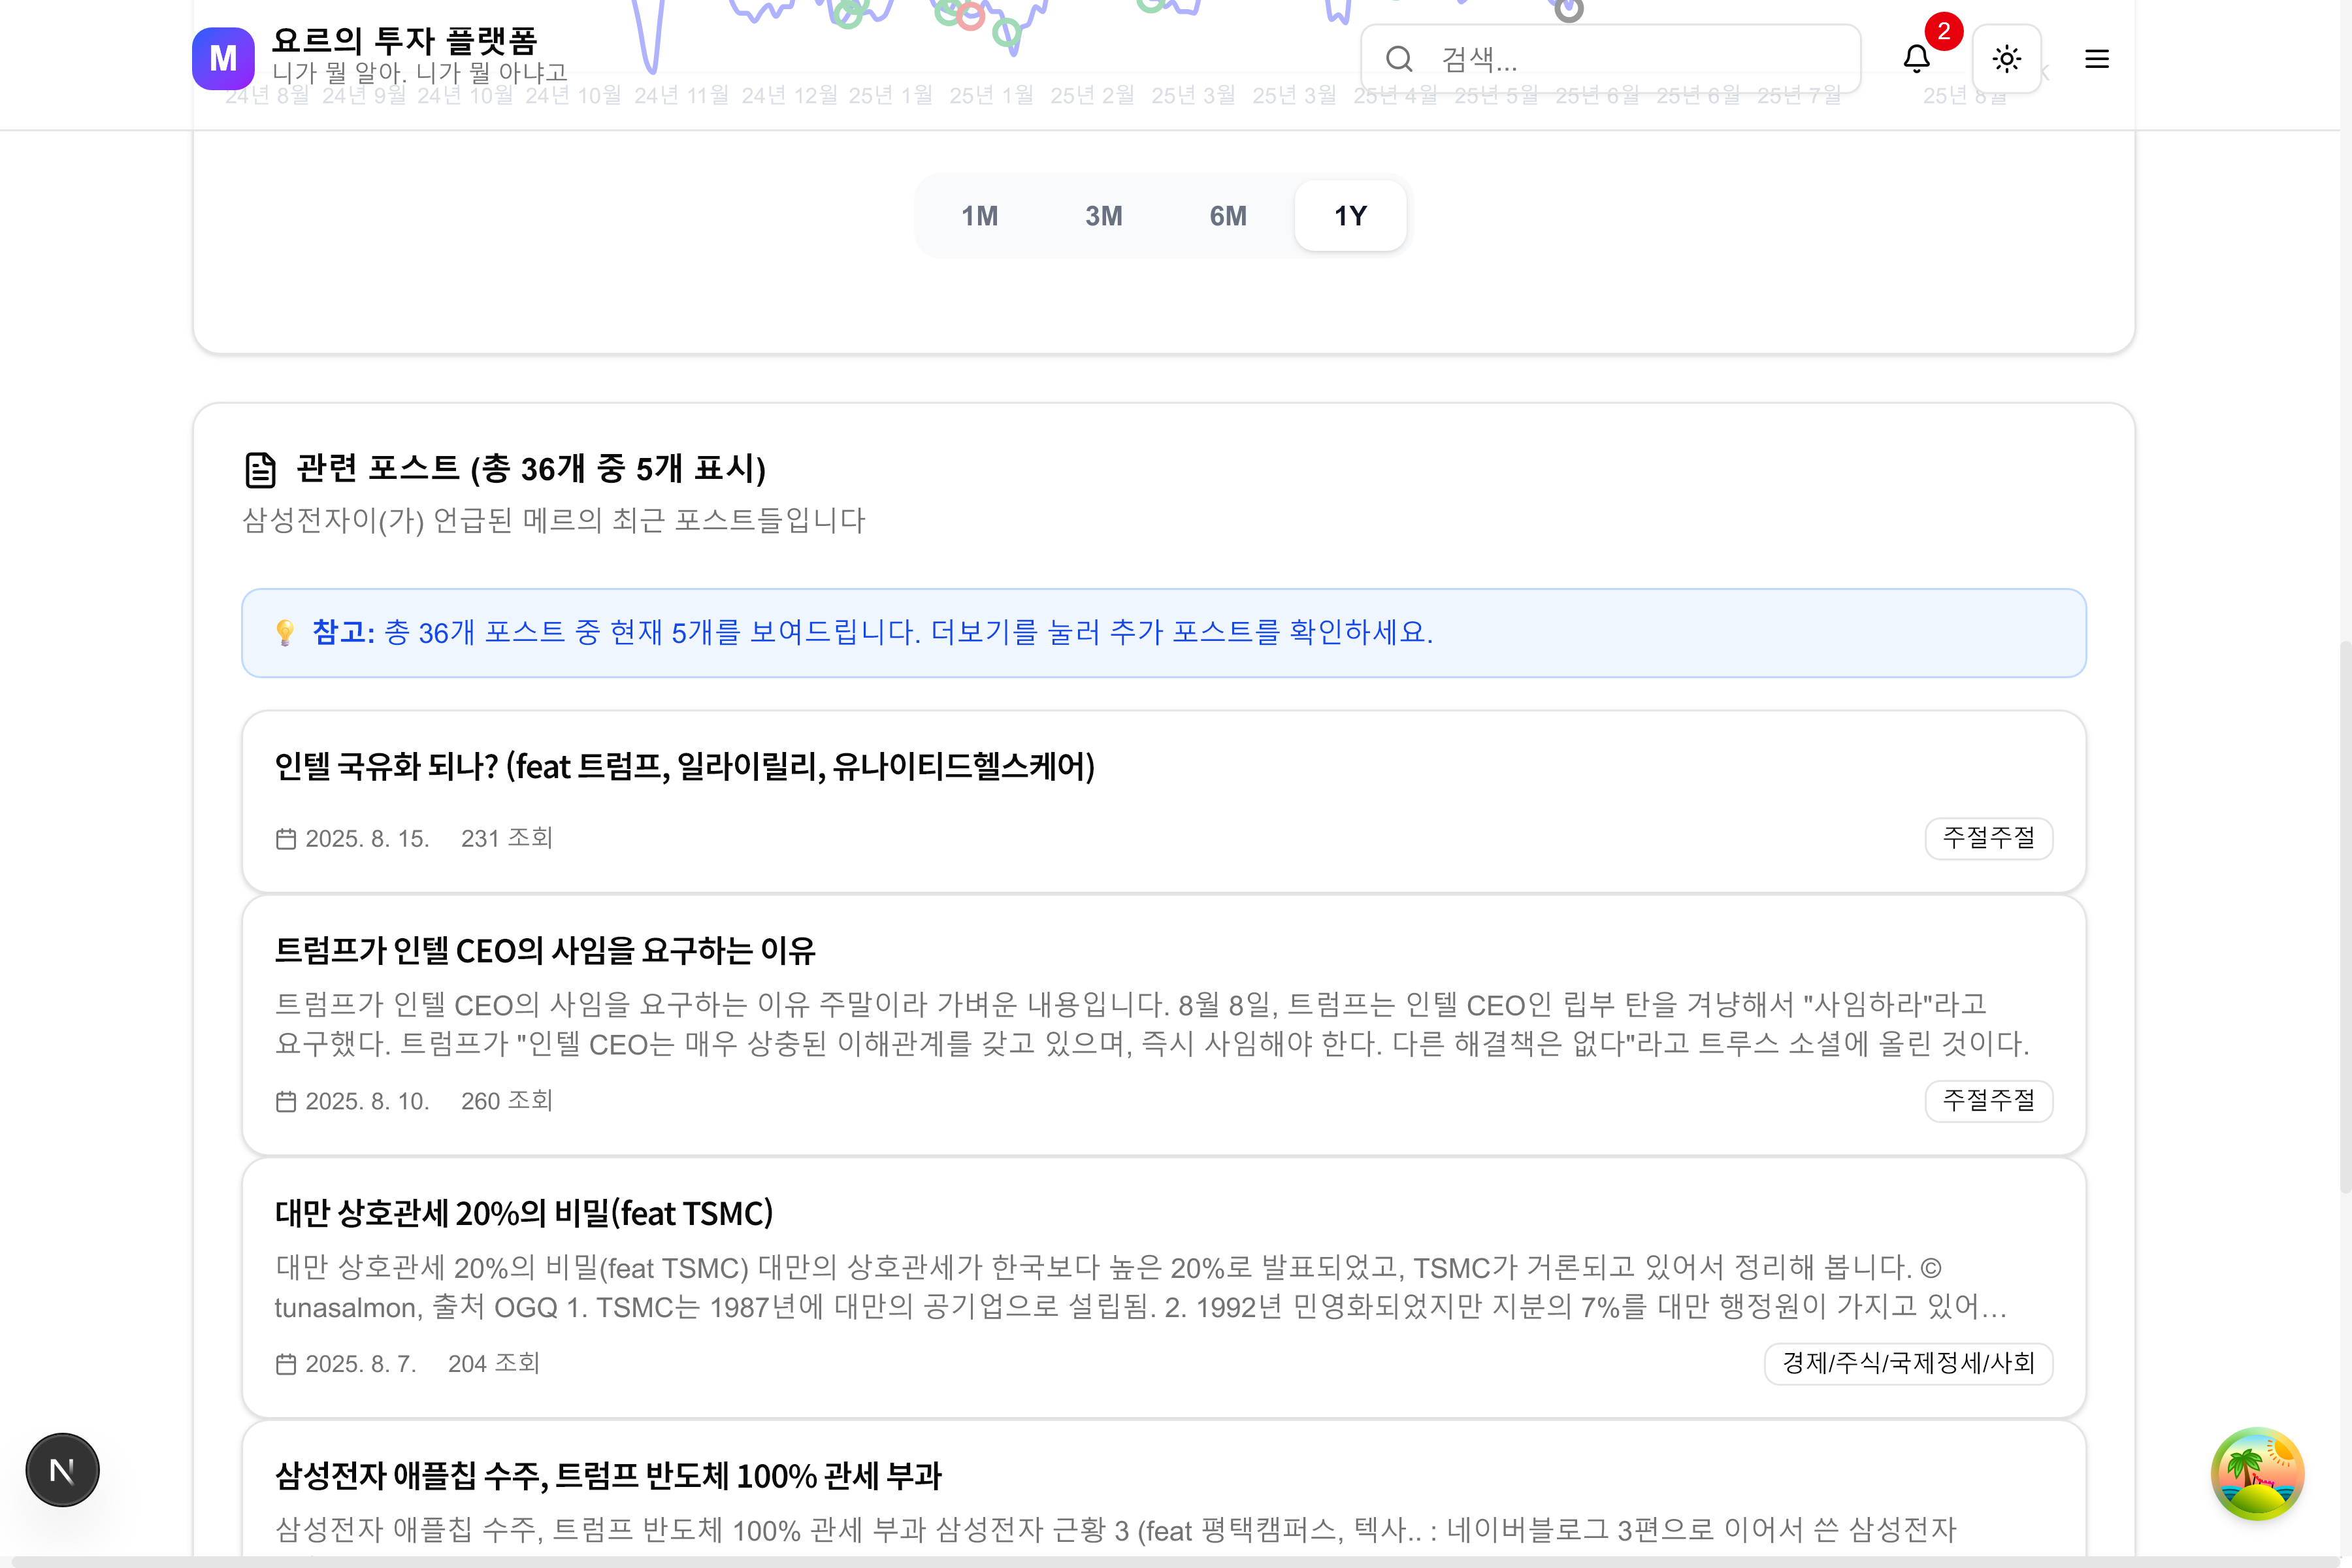 M
요르의 투자 플랫폼
니가 뭘 알아. 니가 뭘 아냐고
검색...
2
24년 8월 24년 9월 24년 10월 24년 10월 24년 11월 24년 12월 25년 1월 25년 1월 25년 2월 25년 3월 25년 3월 25년 4월 25년 5월 25년 6월 25년 6월 25년 7월 25년 8월
1M 3M 6M 1Y
관련 포스트 (총 36개 중 5개 표시)
삼성전자이(가) 언급된 메르의 최근 포스트들입니다
💡 참고: 총 36개 포스트 중 현재 5개를 보여드립니다. 더보기를 눌러 추가 포스트를 확인하세요.
인텔 국유화 되나? (feat 트럼프, 일라이릴리, 유나이티드헬스케어)
2025. 8. 15. 231 조회
주절주절
트럼프가 인텔 CEO의 사임을 요구하는 이유
트럼프가 인텔 CEO의 사임을 요구하는 이유 주말이라 가벼운 내용입니다. 8월 8일, 트럼프는 인텔 CEO인 립부 탄을 겨냥해서 "사임하라"라고
요구했다. 트럼프가 "인텔 CEO는 매우 상충된 이해관계를 갖고 있으며, 즉시 사임해야 한다. 다른 해결책은 없다"라고 트루스 소셜에 올린 것이다.
2025. 8. 10. 260 조회
주절주절
대만 상호관세 20%의 비밀(feat TSMC)
대만 상호관세 20%의 비밀(feat TSMC) 대만의 상호관세가 한국보다 높은 20%로 발표되었고, TSMC가 거론되고 있어서 정리해 봅니다. ©
tunasalmon, 출처 OGQ 1. TSMC는 1987년에 대만의 공기업으로 설립됨. 2. 1992년 민영화되었지만 지분의 7%를 대만 행정원이 가지고 있어...
2025. 8. 7. 204 조회
경제/주식/국제정세/사회
삼성전자 애플칩 수주, 트럼프 반도체 100% 관세 부과
삼성전자 애플칩 수주, 트럼프 반도체 100% 관세 부과 삼성전자 근황 3 (feat 평택캠퍼스, 텍사.. : 네이버블로그 3편으로 이어서 쓴 삼성전자
N